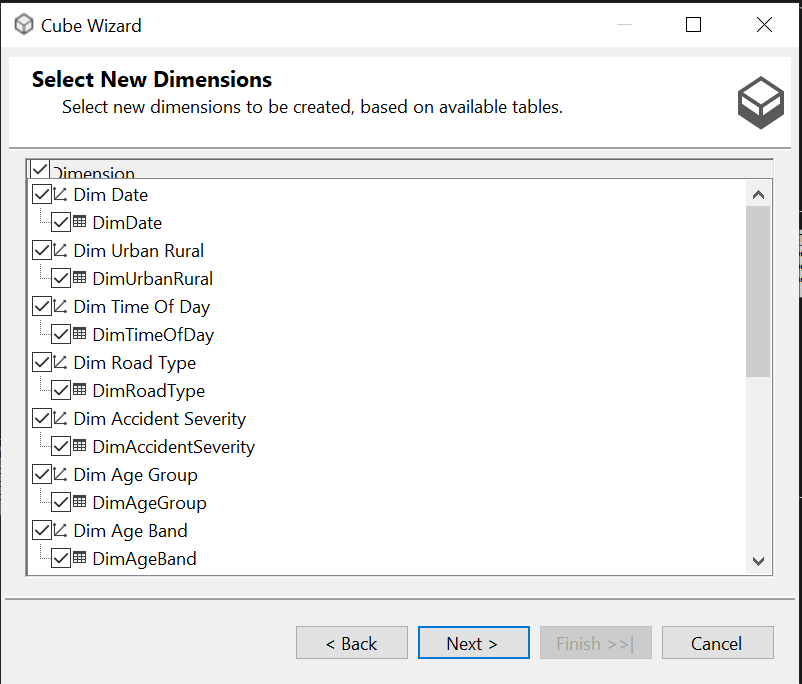 Cube Wizard
Select New Dimensions
Select new dimensions to be created, based on available tables.
Dimension
Dim Date
DimDate
Dim Urban Rural
DimUrbanRural
Dim Time Of Day
DimTimeOfDay
Dim Road Type
DimRoadType
Dim Accident Severity
DimAccidentSeverity
Dim Age Group
DimAgeGroup
Dim Age Band
DimAgeBand
< Back Next > Finish >>| Cancel